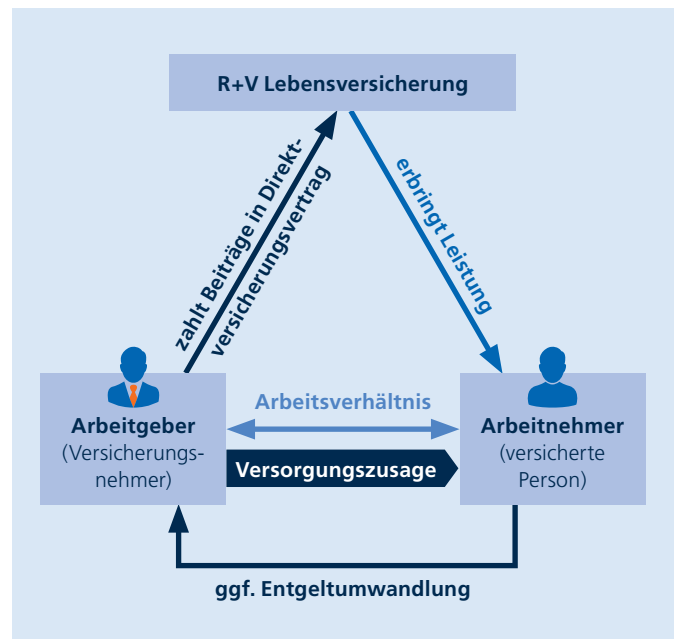 R+V Lebensversicherung
zahlt Beiträge in Direkt-
versicherungsvertrag
erbringt Leistung
Arbeitgeber
(Versicherungs-
nehmer)
Arbeitsverhältnis
Versorgungszusage
Arbeitnehmer
(versicherte
Person)
ggf. Entgeltumwandlung